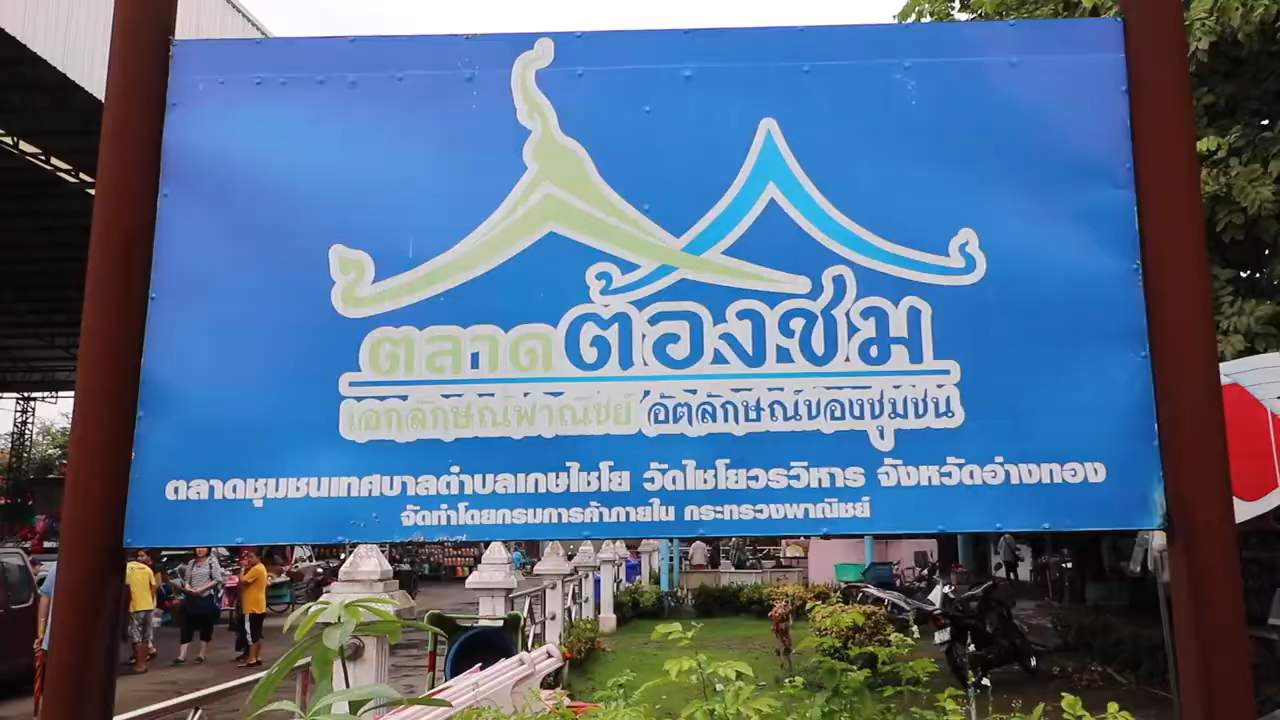 ตลาดต้องชม
เอกลักษณ์พาณิชย์ อัตลักษณ์ของชุมชน
ตลาดชุมชนเทศบาลตำบลเกษไชโย วัดไชโยวรวิหาร จังหวัดอ่างทอง
จัดทำโดยกรมการค้าภายใน กระทรวงพาณิชย์